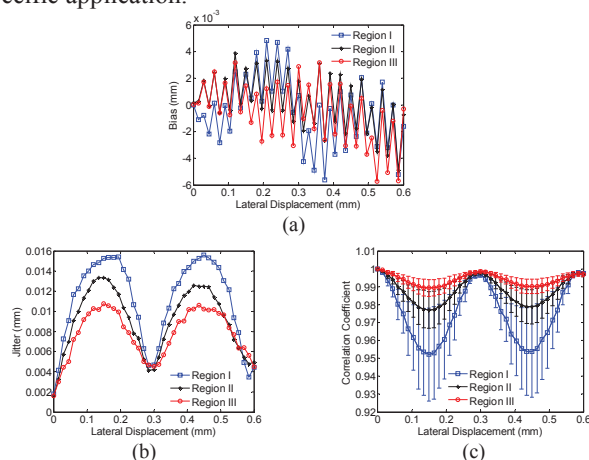 ecific application.
(a)
6 x 10^-3
4
2
0
-2
-4
-6
Bias (mm)
Region I
Region II
Region III
0 0.1 0.2 0.3 0.4 0.5 0.6
Lateral Displacement (mm)
(a)
0.016
0.014
0.012
0.01
0.008
0.006
0.004
0.002
0
Jitter (mm)
Region I
Region II
Region III
0 0.1 0.2 0.3 0.4 0.5 0.6
Lateral Displacement (mm)
(b)
1.01
1
0.99
0.98
0.97
0.96
0.95
0.94
0.93
0.92
Correlation Coefficient
Region I
Region II
Region III
0 0.1 0.2 0.3 0.4 0.5 0.6
Lateral Displacement (mm)
(c)